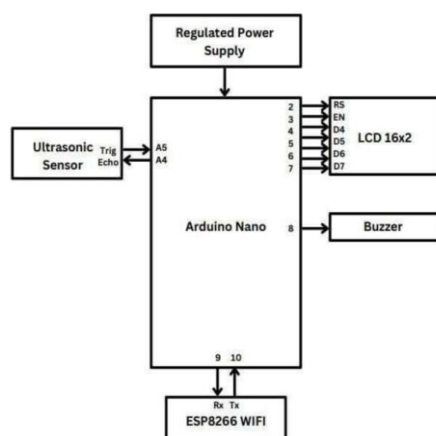 Regulated Power
Supply
2 RS
3 EN
4 D4
5 D5
6 D6
7 D7
LCD 16x2
Ultrasonic
Sensor
Trig
Echo
A5
A4
Arduino Nano
8
Buzzer
9 10
Rx Tx
ESP8266 WIFI